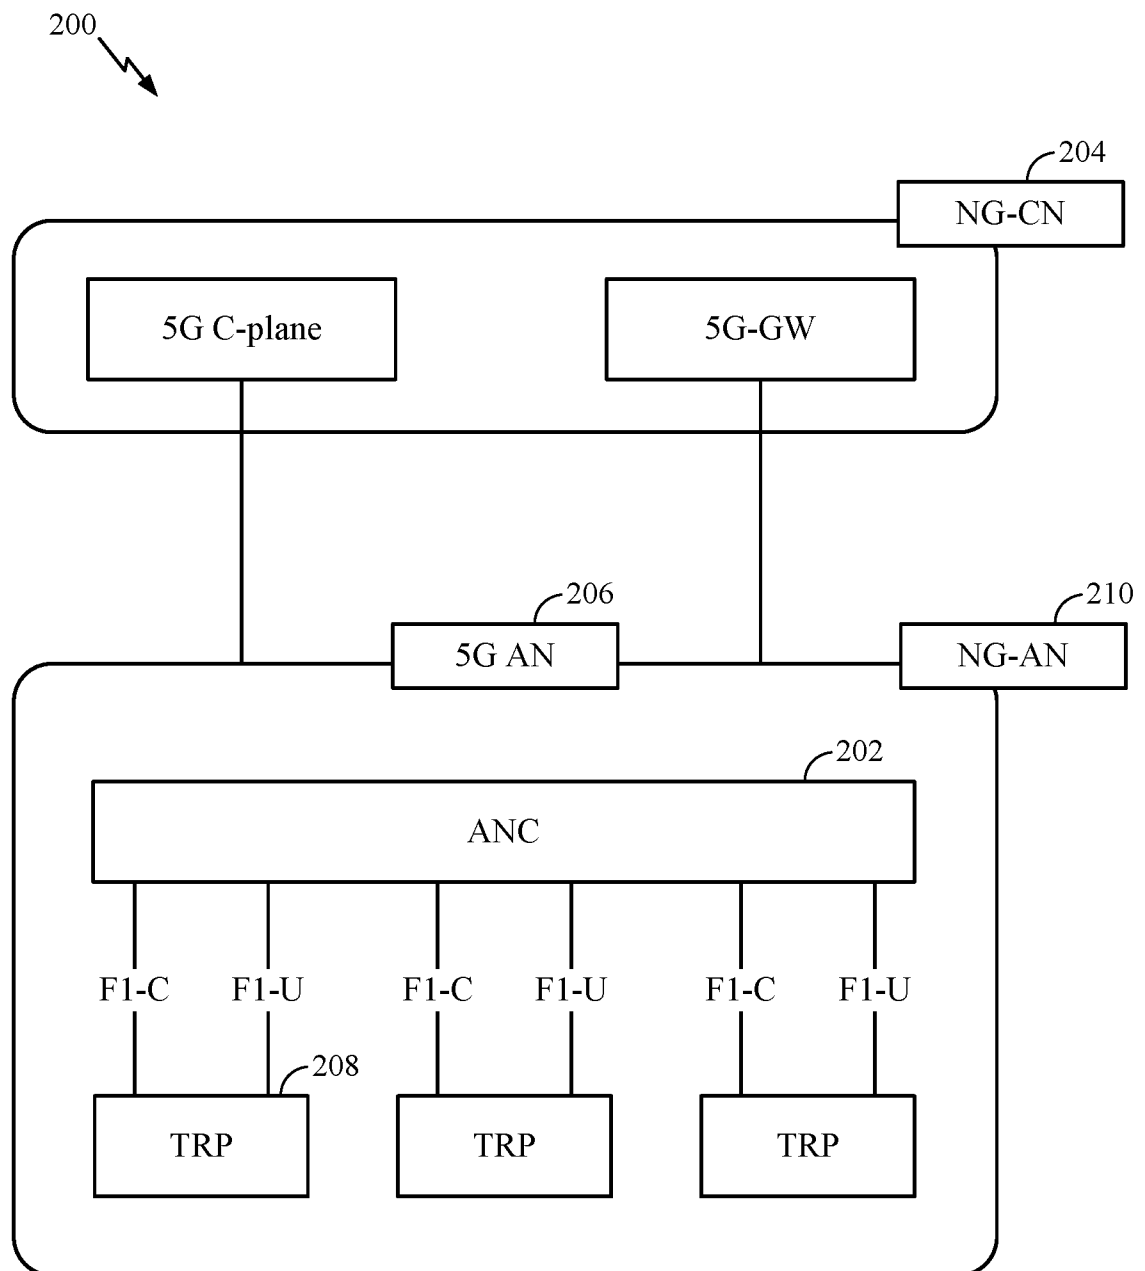 200
204
NG-CN
5G C-plane
5G-GW
206
210
5G AN
NG-AN
202
ANC
F1-C
F1-U
F1-C
F1-U
F1-C
F1-U
208
TRP
TRP
TRP